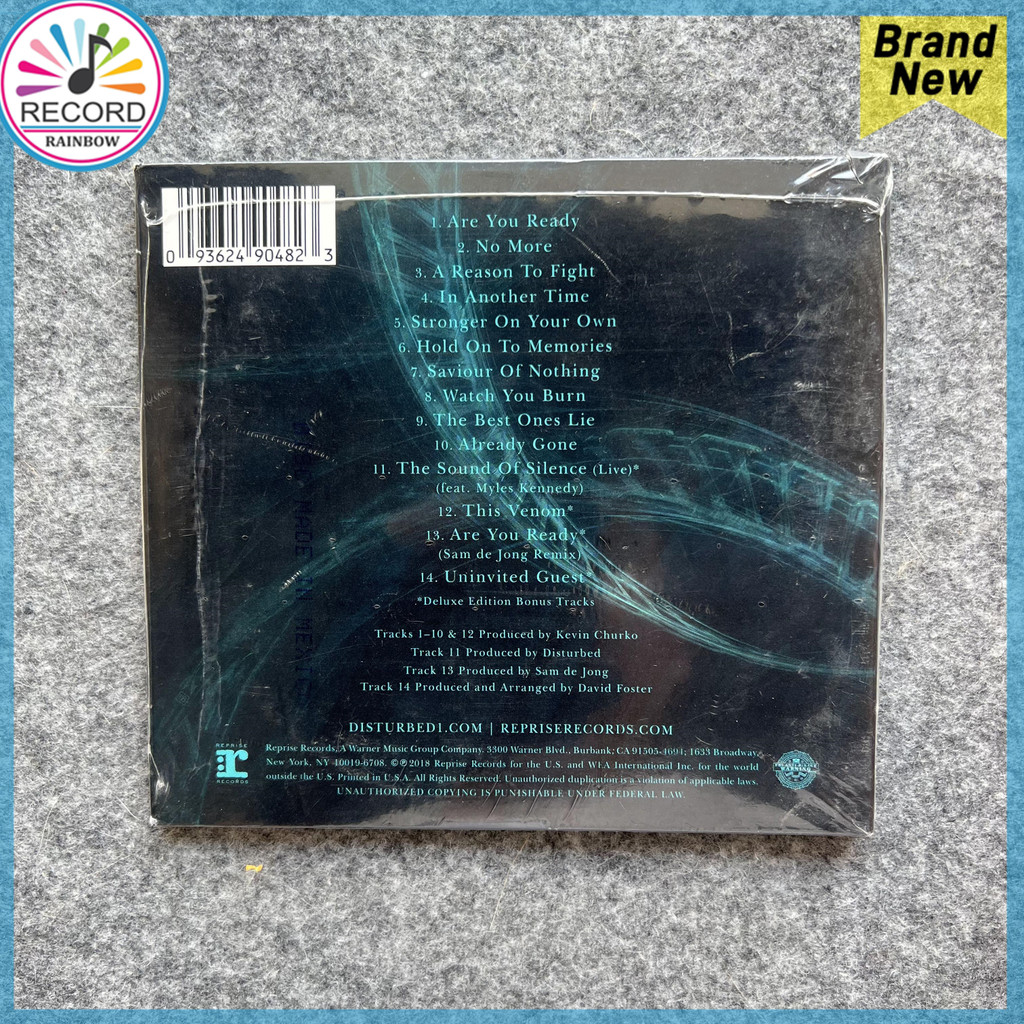 RECORD
RAINBOW
Brand
New
0 93624 90482 3
1. Are You Ready
2. No More
3. A Reason To Fight
4. In Another Time
5. Stronger On Your Own
6. Hold On To Memories
7. Saviour Of Nothing
8. Watch You Burn
9. The Best Ones Lie
10. Already Gone
11. The Sound Of Silence (Live)*
(feat. Myles Kennedy)
12. This Venom*
13. Are You Ready*
(Sam de Jong Remix)
14. Uninvited Guest*
*Deluxe Edition Bonus Tracks
Tracks 1–10 & 12 Produced by Kevin Churko
Track 11 Produced by Disturbed
Track 13 Produced by Sam de Jong
Track 14 Produced and Arranged by David Foster
DISTURBED1.COM | REPRISERECORDS.COM
REPRISE
r
RECORDS
Reprise Records, A Warner Music Group Company. 3300 Warner Blvd., Burbank, CA 91505-4694; 1633 Broadway,
New York, NY 10019-6708. ©℗2018 Reprise Records for the U.S. and WEA International Inc. for the world
outside the U.S. Printed in U.S.A. All Rights Reserved. Unauthorized duplication is a violation of applicable laws.
UNAUTHORIZED COPYING IS PUNISHABLE UNDER FEDERAL LAW.